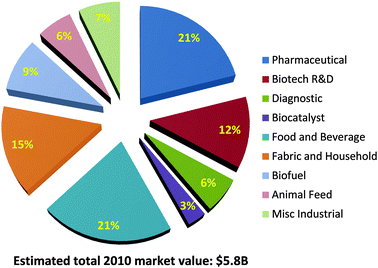 7%
6%
21%
9%
15%
12%
6%
3%
21%
Pharmaceutical
Biotech R&D
Diagnostic
Biocatalyst
Food and Beverage
Fabric and Household
Biofuel
Animal Feed
Misc Industrial
Estimated total 2010 market value: $5.8B